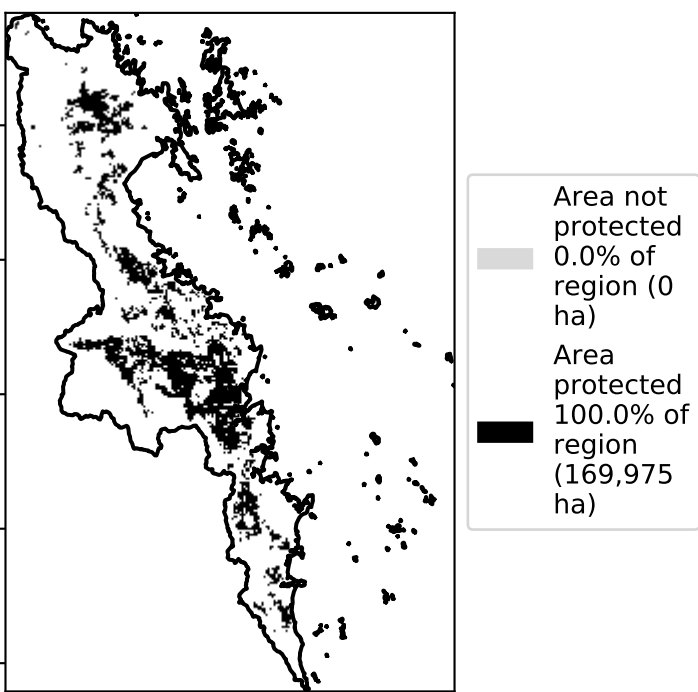 Area not
protected
0.0% of
region (0
ha)
Area
protected
100.0% of
region
(169,975
ha)